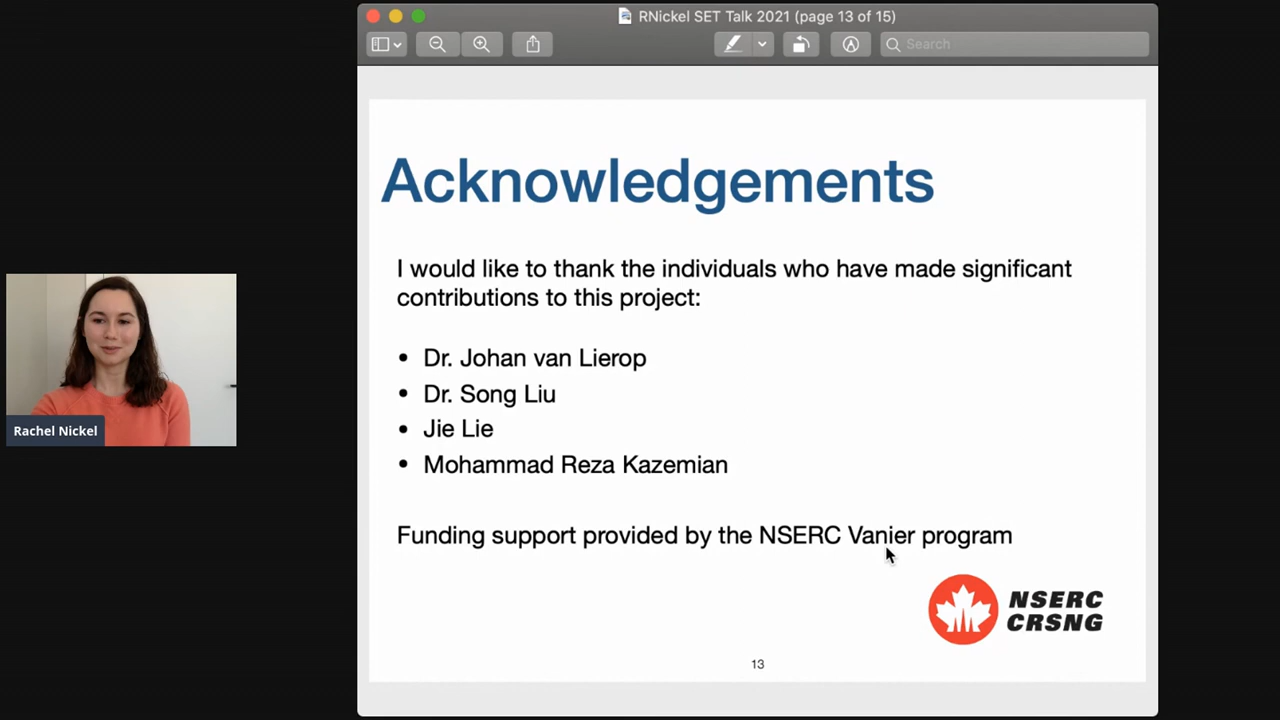 RNickel SET Talk 2021 (page 13 of 15)
Search
Acknowledgements
I would like to thank the individuals who have made significant
contributions to this project:
• Dr. Johan van Lierop
• Dr. Song Liu
• Jie Lie
• Mohammad Reza Kazemian
Funding support provided by the NSERC Vanier program
NSERC
CRSNG
13
Rachel Nickel